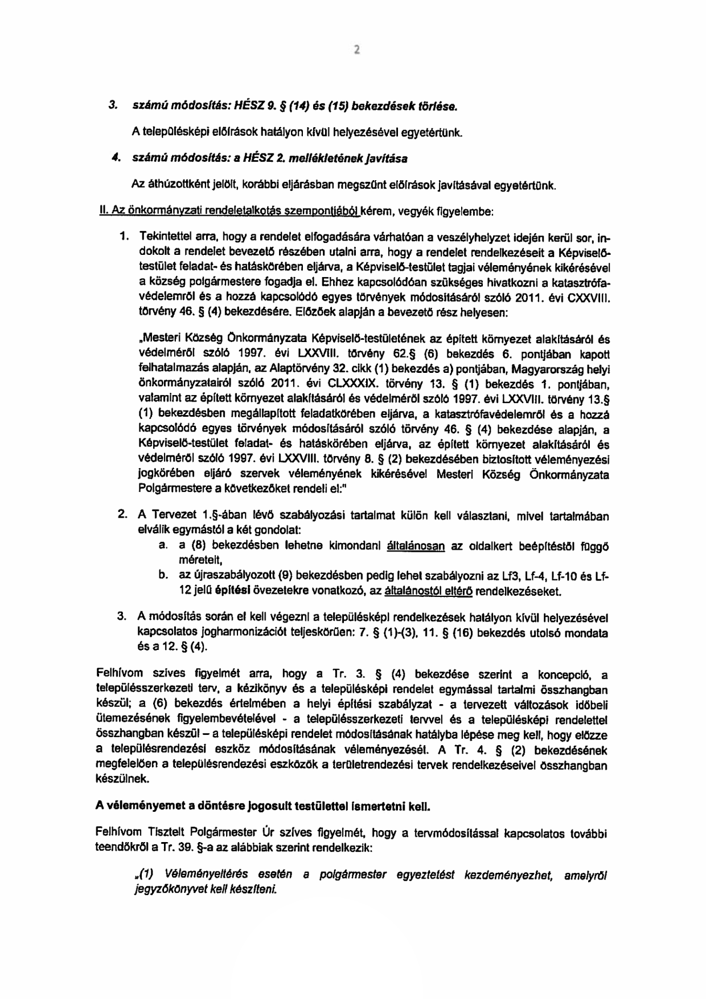 2
3. számú módosítás: HÉSZ 9. § (14) és (15) bekezdések törlése.
A településképi előírások hatályon kívül helyezésével egyetértünk.
4. számú módosítás: a HÉSZ 2. mellékletének javítása
Az áthúzottként jelölt, korábbi eljárásban megszűnt előírások javításával egyetértünk.
II. Az önkormányzati rendeletalkotás szempontjából kérem, vegyék figyelembe:
1. Tekintettel arra, hogy a rendelet elfogadására várhatóan a veszélyhelyzet idején kerül sor, in-
dokolt a rendelet bevezető részében utalni arra, hogy a rendelet rendelkezéseit a Képviselő-
testület feladat- és hatáskörében eljárva, a Képviselő-testület tagjai véleményének kikérésével
a község polgármestere fogadja el. Ehhez kapcsolódóan szükséges hivatkozni a katasztrófa-
védelemről és a hozzá kapcsolódó egyes törvények módosításáról szóló 2011. évi CXXVIII.
törvény 46. § (4) bekezdésére. Előzőek alapján a bevezető rész helyesen:
„Mesteri Község Önkormányzata Képviselő-testületének az épített környezet alakításáról és
védelméről szóló 1997. évi LXXVIII. törvény 62.§ (6) bekezdés 6. pontjában kapott
felhatalmazás alapján, az Alaptörvény 32. cikk (1) bekezdés a) pontjában, Magyarország helyi
önkormányzatairól szóló 2011. évi CLXXXIX. törvény 13. § (1) bekezdés 1. pontjában,
valamint az épített környezet alakításáról és védelméről szóló 1997. évi LXXVIII. törvény 13.§
(1) bekezdésben megállapított feladatkörében eljárva, a katasztrófavédelemről és a hozzá
kapcsolódó egyes törvények módosításáról szóló törvény 46. § (4) bekezdése alapján, a
Képviselő-testület feladat- és hatáskörében eljárva, az épített környezet alakításáról és
védelméről szóló 1997. évi LXXVIII. törvény 8. § (2) bekezdésében biztosított véleményezési
jogkörében eljáró szervek véleményének kikérésével Mesteri Község Önkormányzata
Polgármestere a következőket rendeli el:"
2. A Tervezet 1.§-ában lévő szabályozási tartalmat külön kell választani, mivel tartalmában
elválik egymástól a két gondolat:
a. a (8) bekezdésben lehetne kimondani általánosan az oldalkert beépítéstől függő
méreteit,
b. az újraszabályozott (9) bekezdésben pedig lehet szabályozni az Lf3, Lf-4, Lf-10 és Lf-
12 jelű építési övezetekre vonatkozó, az általánostól eltérő rendelkezéseket.
3. A módosítás során el kell végezni a településképi rendelkezések hatályon kívül helyezésével
kapcsolatos jogharmonizációt teljeskörűen: 7. § (1)-(3), 11. § (16) bekezdés utolsó mondata
és a 12. § (4).
Felhívom szíves figyelmét arra, hogy a Tr. 3. § (4) bekezdése szerint a koncepció, a
településszerkezeti terv, a kézikönyv és a településképi rendelet egymással tartalmi összhangban
készül; a (6) bekezdés értelmében a helyi építési szabályzat - a tervezett változások időbeli
ütemezésének figyelembevételével - a településszerkezeti tervvel és a településképi rendelettel
összhangban készül – a településképi rendelet módosításának hatályba lépése meg kell, hogy előzze
a településrendezési eszköz módosításának véleményezését. A Tr. 4. § (2) bekezdésének
megfelelően a településrendezési eszközök a területrendezési tervek rendelkezéseivel összhangban
készülnek.
A véleményemet a döntésre jogosult testülettel ismertetni kell.
Felhívom Tisztelt Polgármester Úr szíves figyelmét, hogy a tervmódosítással kapcsolatos további
teendőkről a Tr. 39. §-a az alábbiak szerint rendelkezik:
„(1) Véleményeltérés esetén a polgármester egyeztetést kezdeményezhet, amelyről
jegyzőkönyvet kell készíteni.